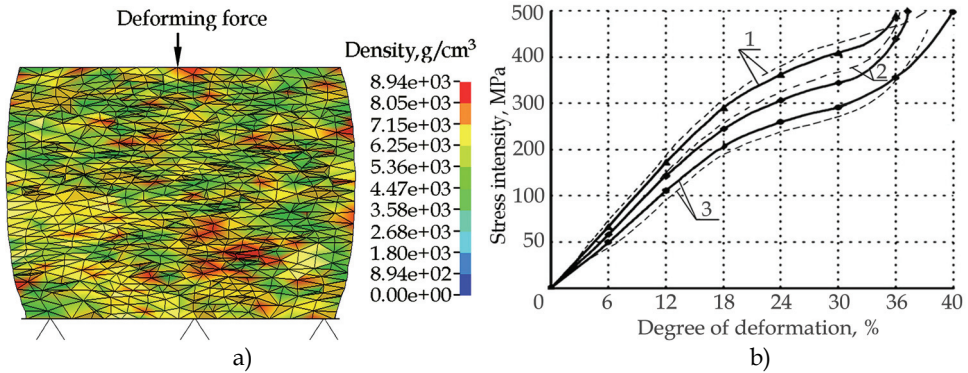 Deforming force
Density,g/cm³
8.94e+03
8.05e+03
7.15e+03
6.25e+03
5.36e+03
4.47e+03
3.58e+03
2.68e+03
1.80e+03
8.94e+02
0.00e+00
a)
Stress intensity, MPa
500
400
300
200
100
50
0
1
2
3
6
12
18
24
30
36
40
Degree of deformation, %
b)